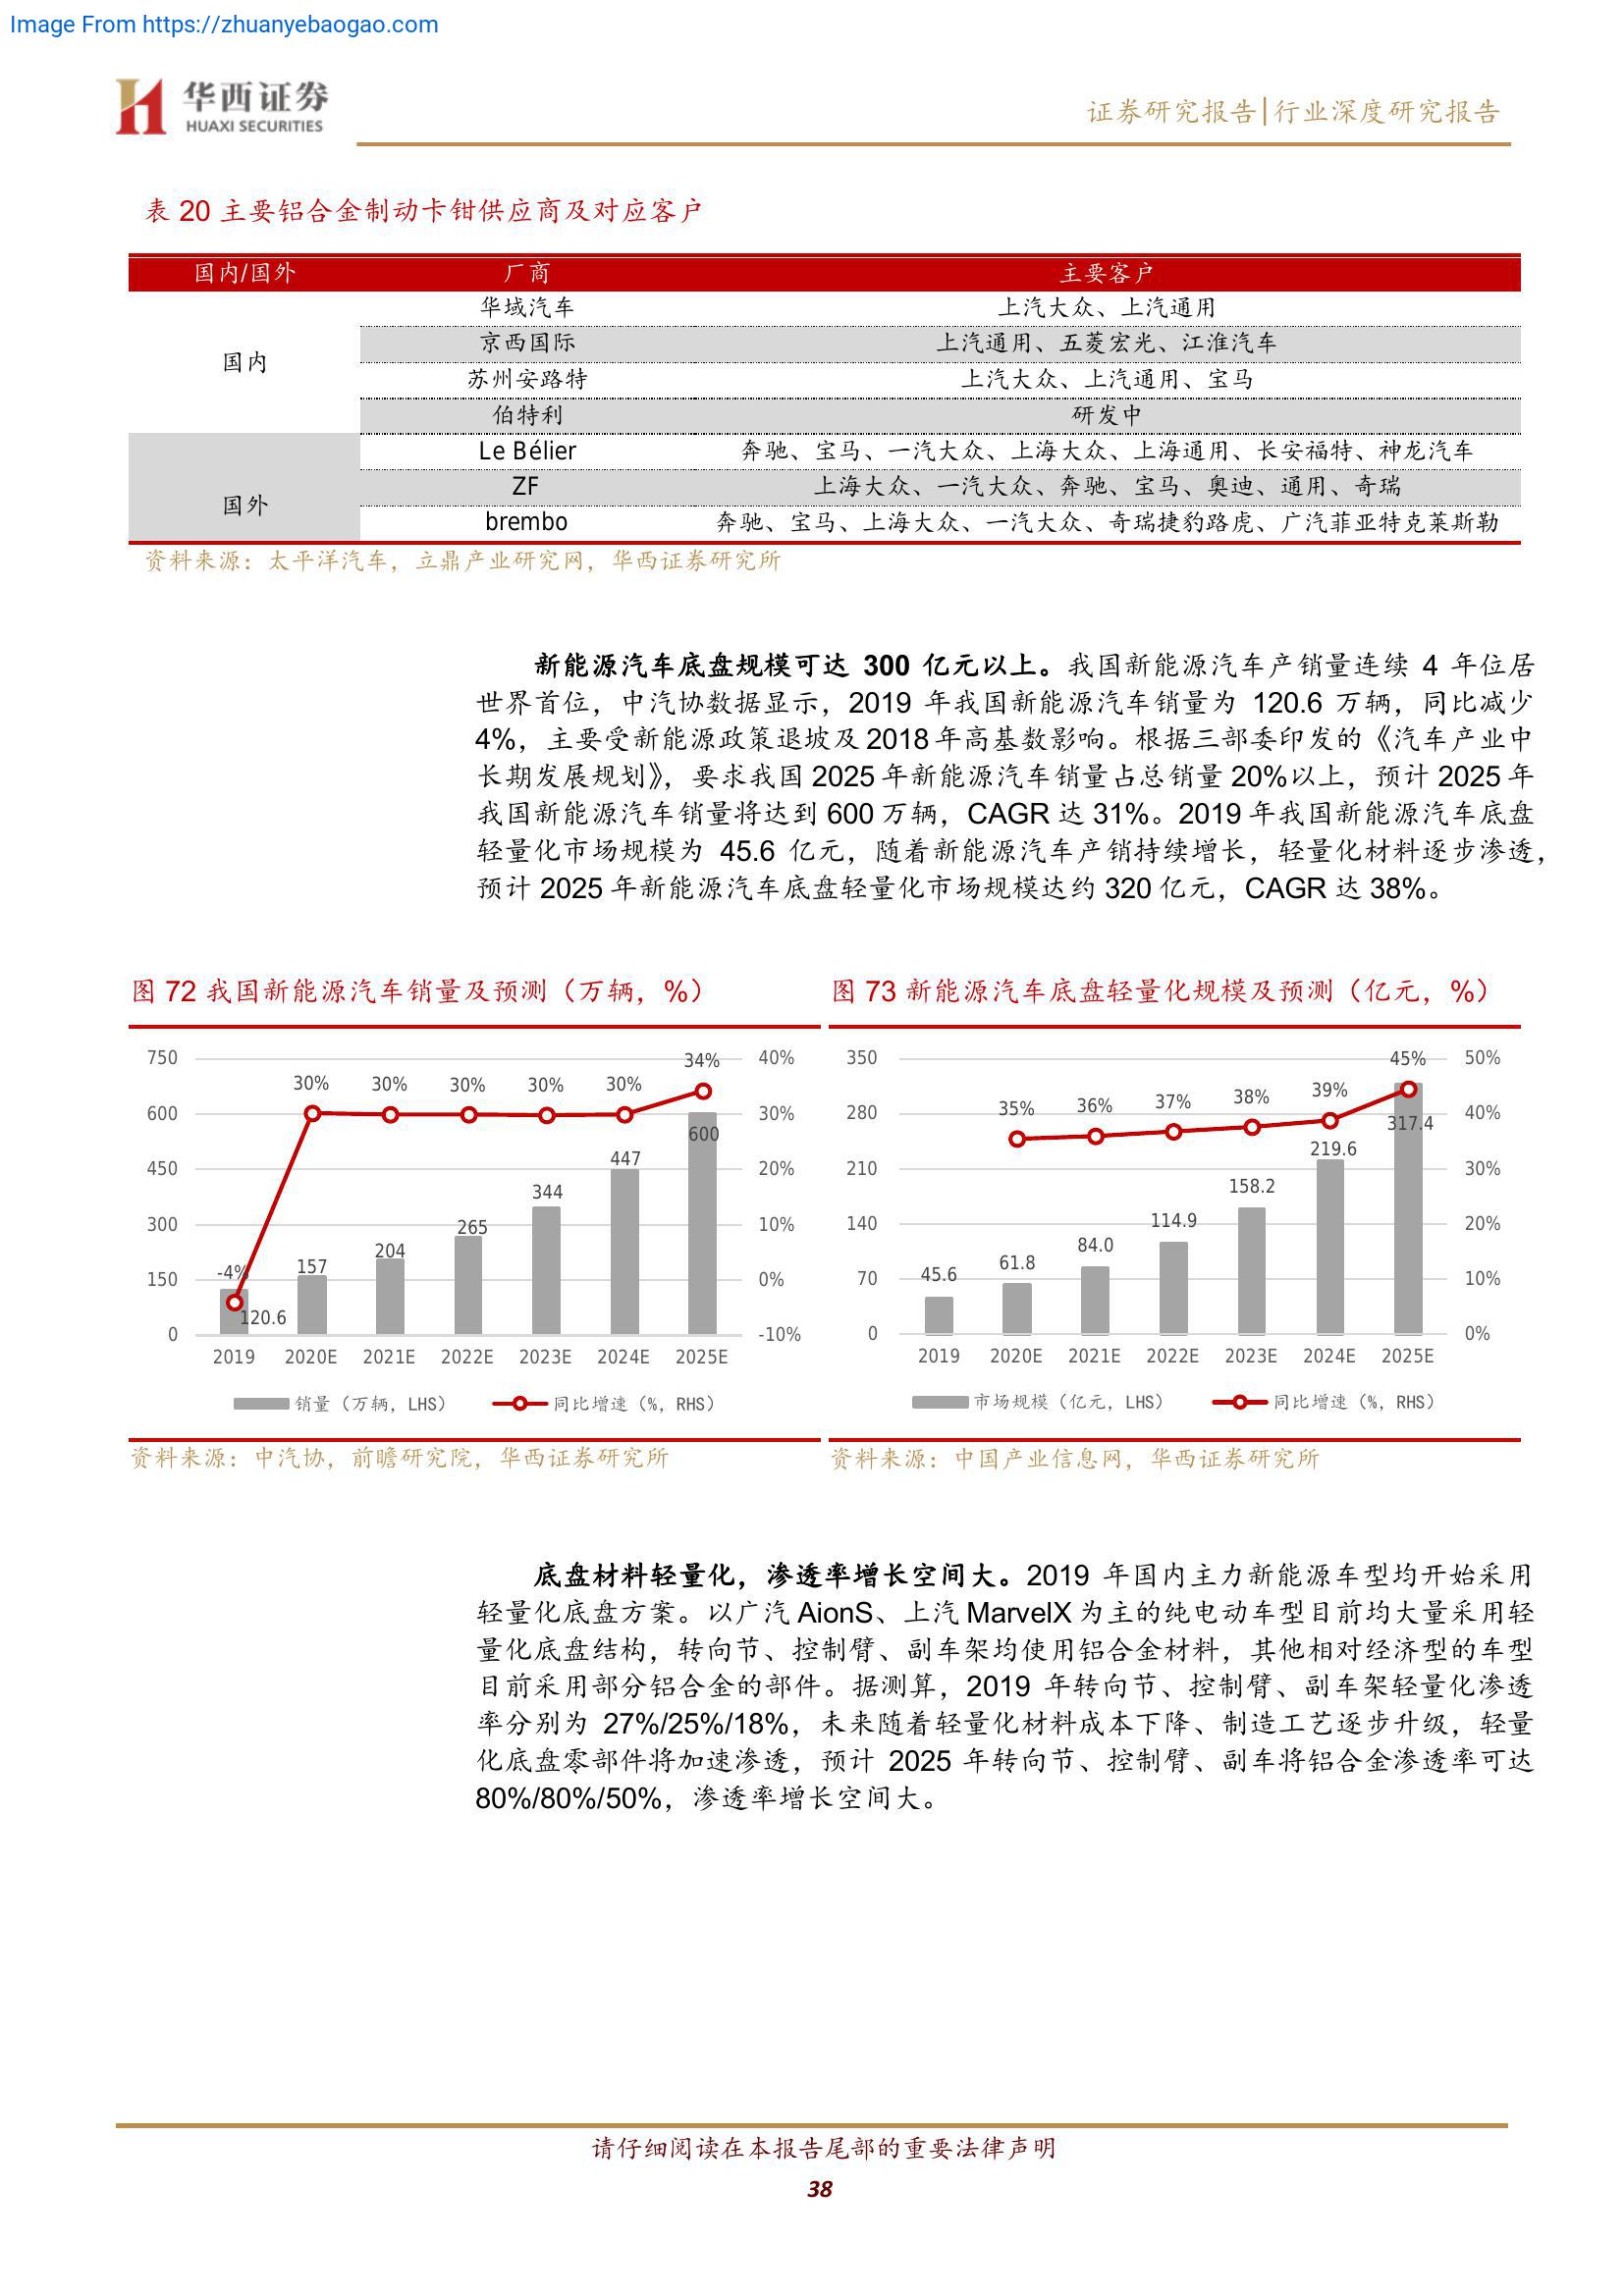 Image From https://zhuanyebaogao.com
华西证券
HUAXI SECURITIES
证券研究报告|行业深度研究报告
表 20 主要铝合金制动卡钳供应商及对应客户
国内/国外 厂商 主要客户
国内
华域汽车 上汽大众、上汽通用
京西国际 上汽通用、五菱宏光、江淮汽车
苏州安路特 上汽大众、上汽通用、宝马
伯特利 研发中
国外
Le Bélier 奔驰、宝马、一汽大众、上海大众、上海通用、长安福特、神龙汽车
ZF 上海大众、一汽大众、奔驰、宝马、奥迪、通用、奇瑞
brembo 奔驰、宝马、上海大众、一汽大众、奇瑞捷豹路虎、广汽菲亚特克莱斯勒
资料来源：太平洋汽车，立鼎产业研究网，华西证券研究所
新能源汽车底盘规模可达 300 亿元以上。我国新能源汽车产销量连续 4 年位居
世界首位，中汽协数据显示，2019 年我国新能源汽车销量为 120.6 万辆，同比减少
4%，主要受新能源政策退坡及 2018 年高基数影响。根据三部委印发的《汽车产业中
长期发展规划》，要求我国 2025 年新能源汽车销量占总销量 20%以上，预计 2025 年
我国新能源汽车销量将达到 600 万辆，CAGR 达 31%。2019 年我国新能源汽车底盘
轻量化市场规模为 45.6 亿元，随着新能源汽车产销持续增长，轻量化材料逐步渗透，
预计 2025 年新能源汽车底盘轻量化市场规模达约 320 亿元，CAGR 达 38%。
图 72 我国新能源汽车销量及预测（万辆，%）
750
600
450
300
150
0
40%
30%
20%
10%
0%
-10%
-4% 30% 30% 30% 30% 30% 34%
120.6 157 204 265 344 447 600
2019 2020E 2021E 2022E 2023E 2024E 2025E
销量（万辆，LHS） 同比增速（%，RHS）
资料来源：中汽协，前瞻研究院，华西证券研究所
图 73 新能源汽车底盘轻量化规模及预测（亿元，%）
350
280
210
140
70
0
50%
40%
30%
20%
10%
0%
35% 36% 37% 38% 39% 45%
45.6 61.8 84.0 114.9 158.2 219.6 317.4
2019 2020E 2021E 2022E 2023E 2024E 2025E
市场规模（亿元，LHS） 同比增速（%，RHS）
资料来源：中国产业信息网，华西证券研究所
底盘材料轻量化，渗透率增长空间大。2019 年国内主力新能源车型均开始采用
轻量化底盘方案。以广汽 AionS、上汽 MarvelX 为主的纯电动车型目前均大量采用轻
量化底盘结构，转向节、控制臂、副车架均使用铝合金材料，其他相对经济型的车型
目前采用部分铝合金的部件。据测算，2019 年转向节、控制臂、副车架轻量化渗透
率分别为 27%/25%/18%，未来随着轻量化材料成本下降、制造工艺逐步升级，轻量
化底盘零部件将加速渗透，预计 2025 年转向节、控制臂、副车将铝合金渗透率可达
80%/80%/50%，渗透率增长空间大。
请仔细阅读在本报告尾部的重要法律声明
38